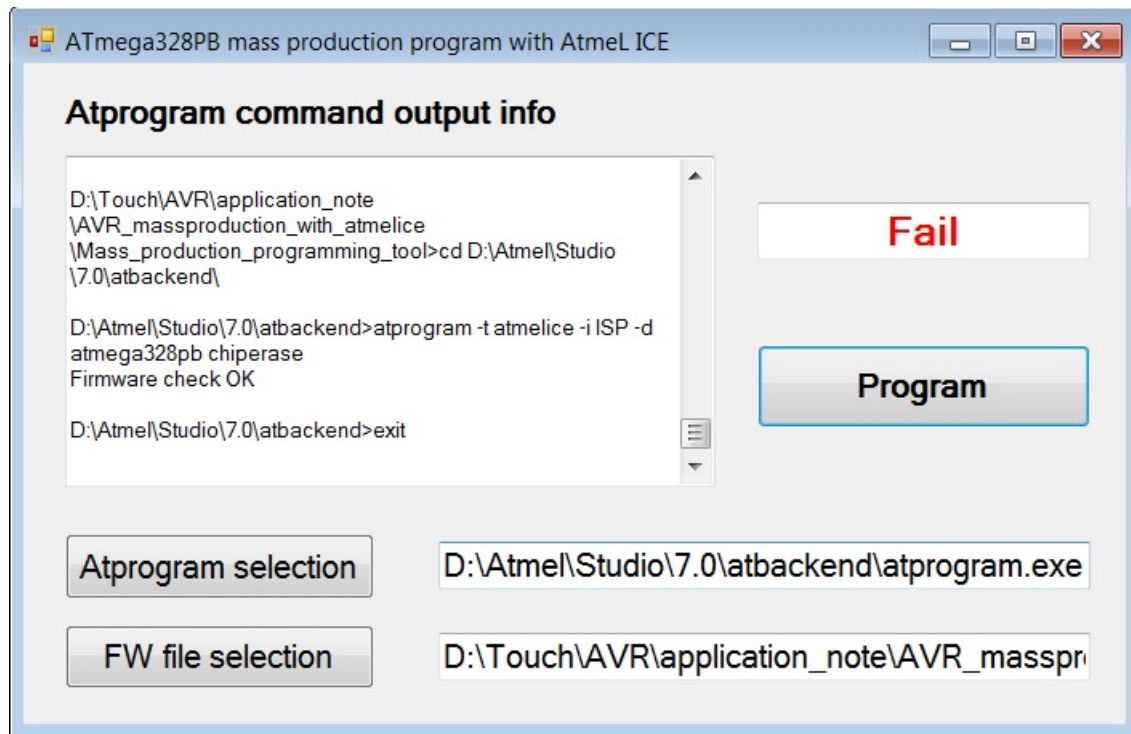 ATmega328PB mass production program with AtmeL ICE
Atprogram command output info
D:\Touch\AVR\application_note
\AVR_massproduction_with_atmelice
\Mass_production_programming_tool>cd D:\Atmel\Studio
\7.0\atbackend\
D:\Atmel\Studio\7.0\atbackend>atprogram -t atmelice -i ISP -d
atmega328pb chiperase
Firmware check OK
D:\Atmel\Studio\7.0\atbackend>exit
Fail
Program
Atprogram selection
D:\Atmel\Studio\7.0\atbackend\atprogram.exe
FW file selection
D:\Touch\AVR\application_note\AVR_masspr